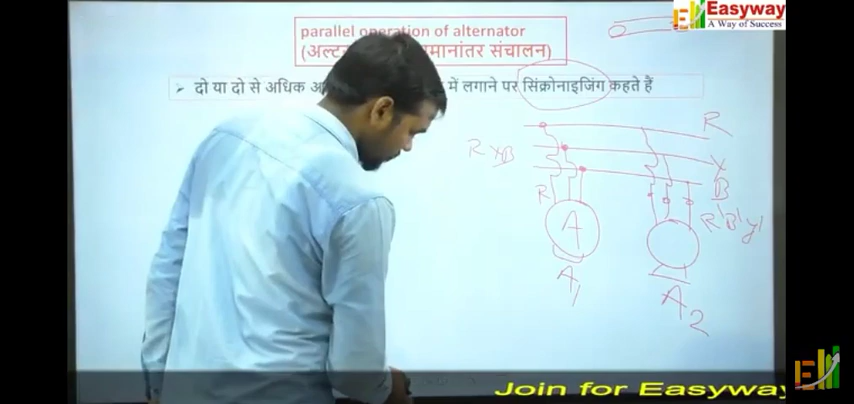 Easyway
A Way of Success
parallel operation of alternator
समानांतर संचालन)
दो या दो से अधिक
में लगाने पर सिंक्रोनाइजिंग कहते हैं
R
R Y B
Y
B
R
R' B' y'
A
A1
A2
Join for Easyway